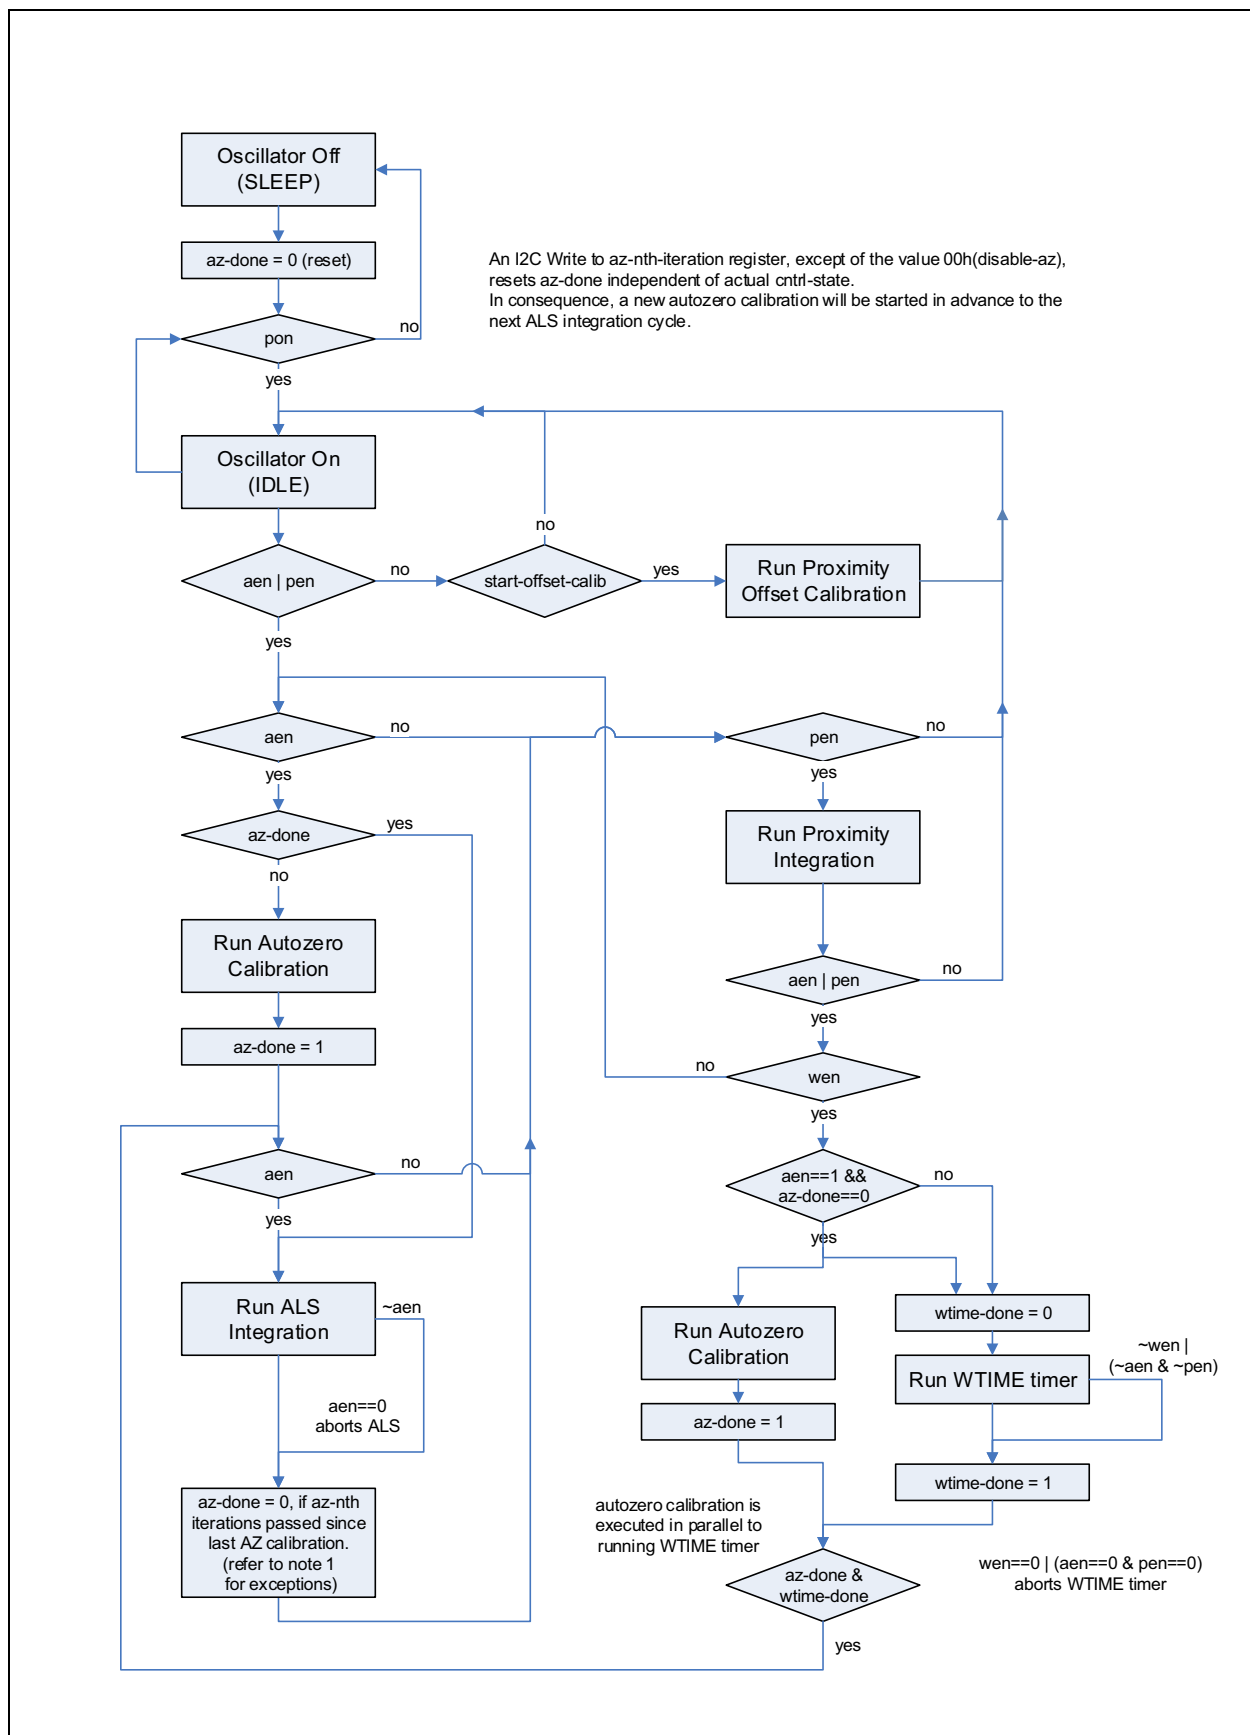 Oscillator Off
(SLEEP)
az-done = 0 (reset)
An I2C Write to az-nth-iteration register, except of the value 00h(disable-az),
resets az-done independent of actual cntrl-state.
In consequence, a new autozero calibration will be started in advance to the
next ALS integration cycle.
pon
no
yes
Oscillator On
(IDLE)
no
aen | pen
no
start-offset-calib
yes
Run Proximity
Offset Calibration
yes
aen
no
pen
no
yes
yes
az-done
yes
Run Proximity
Integration
no
Run Autozero
Calibration
aen | pen
no
yes
az-done = 1
no
wen
yes
aen
no
aen==1 &&
az-done==0
no
yes
yes
Run ALS
Integration
~aen
wtime-done = 0
Run Autozero
Calibration
~wen |
(~aen & ~pen)
Run WTIME timer
aen==0
aborts ALS
az-done = 1
wtime-done = 1
az-done = 0, if az-nth
iterations passed since
last AZ calibration.
(refer to note 1
for exceptions)
autozero calibration is
executed in parallel to
running WTIME timer
az-done &
wtime-done
wen==0 | (aen==0 & pen==0)
aborts WTIME timer
yes